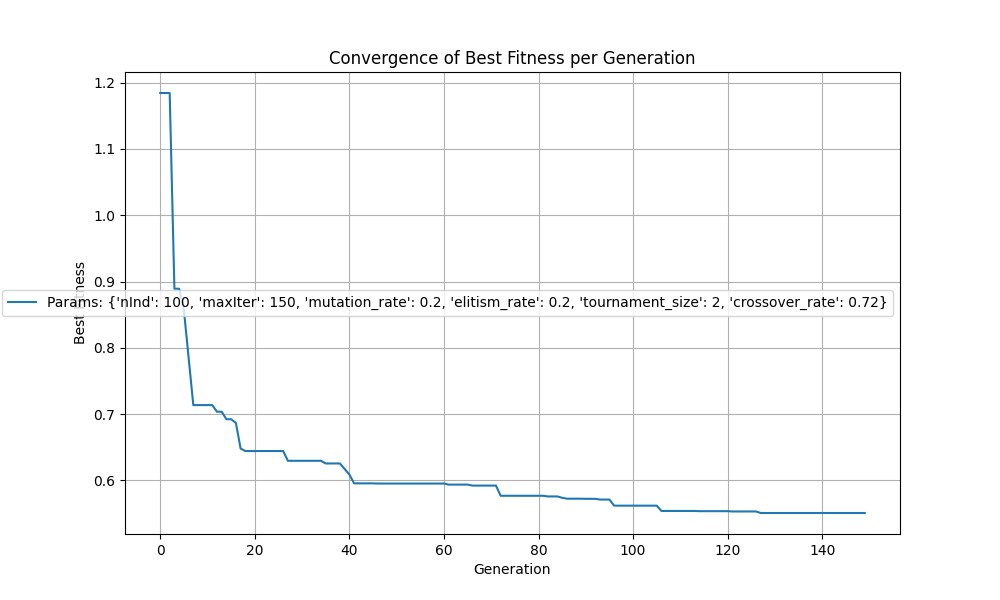 Convergence of Best Fitness per Generation
1.2
1.1
1.0
0.9
0.8
0.7
0.6
Best Fitness
Params: {'nInd': 100, 'maxIter': 150, 'mutation_rate': 0.2, 'elitism_rate': 0.2, 'tournament_size': 2, 'crossover_rate': 0.72}
0 20 40 60 80 100 120 140
Generation